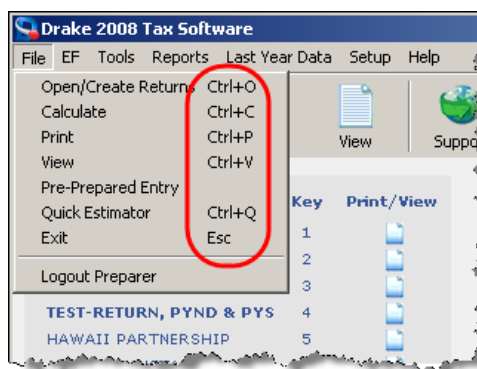 Drake 2008 Tax Software
File EF Tools Reports Last Year Data Setup Help
Open/Create Returns Ctrl+O
Calculate Ctrl+C
Print Ctrl+P
View Ctrl+V
Pre-Prepared Entry
Quick Estimator Ctrl+Q
Exit Esc
Logout Preparer
View Suppo
Key Print/View
1
2
3
TEST-RETURN, PYND & PYS 4
HAWAII PARTNERSHIP 5